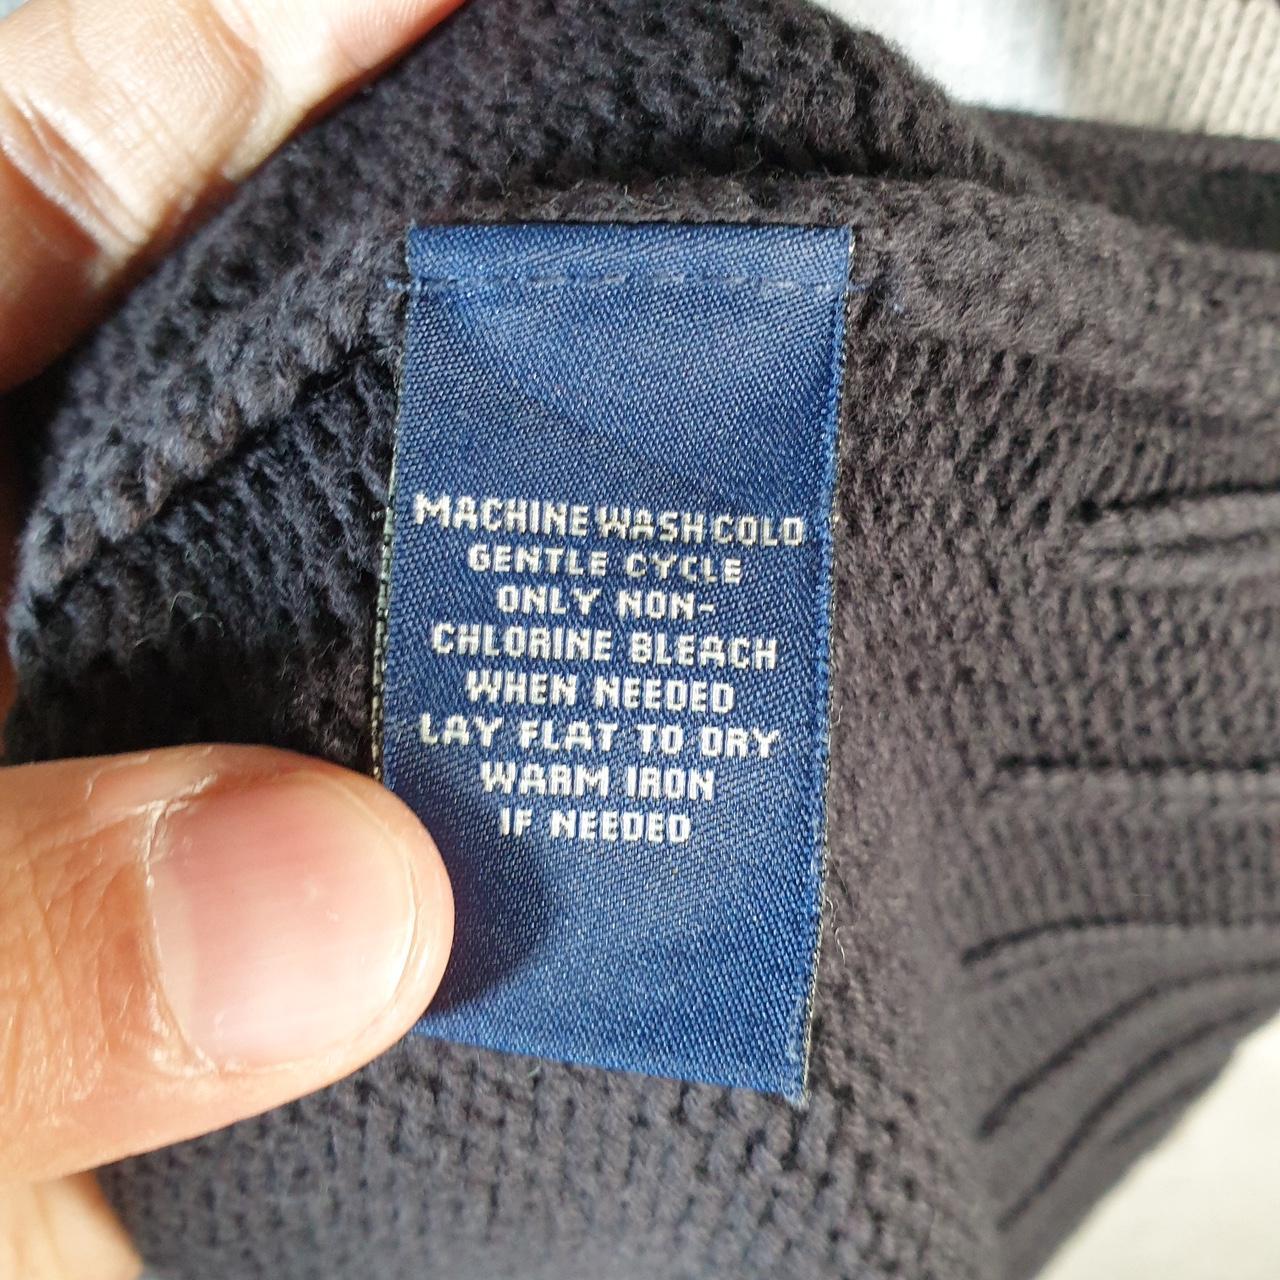 MACHINE WASH COLD
GENTLE CYCLE
ONLY NON-
CHLORINE BLEACH
WHEN NEEDED
LAY FLAT TO DRY
WARM IRON
IF NEEDED